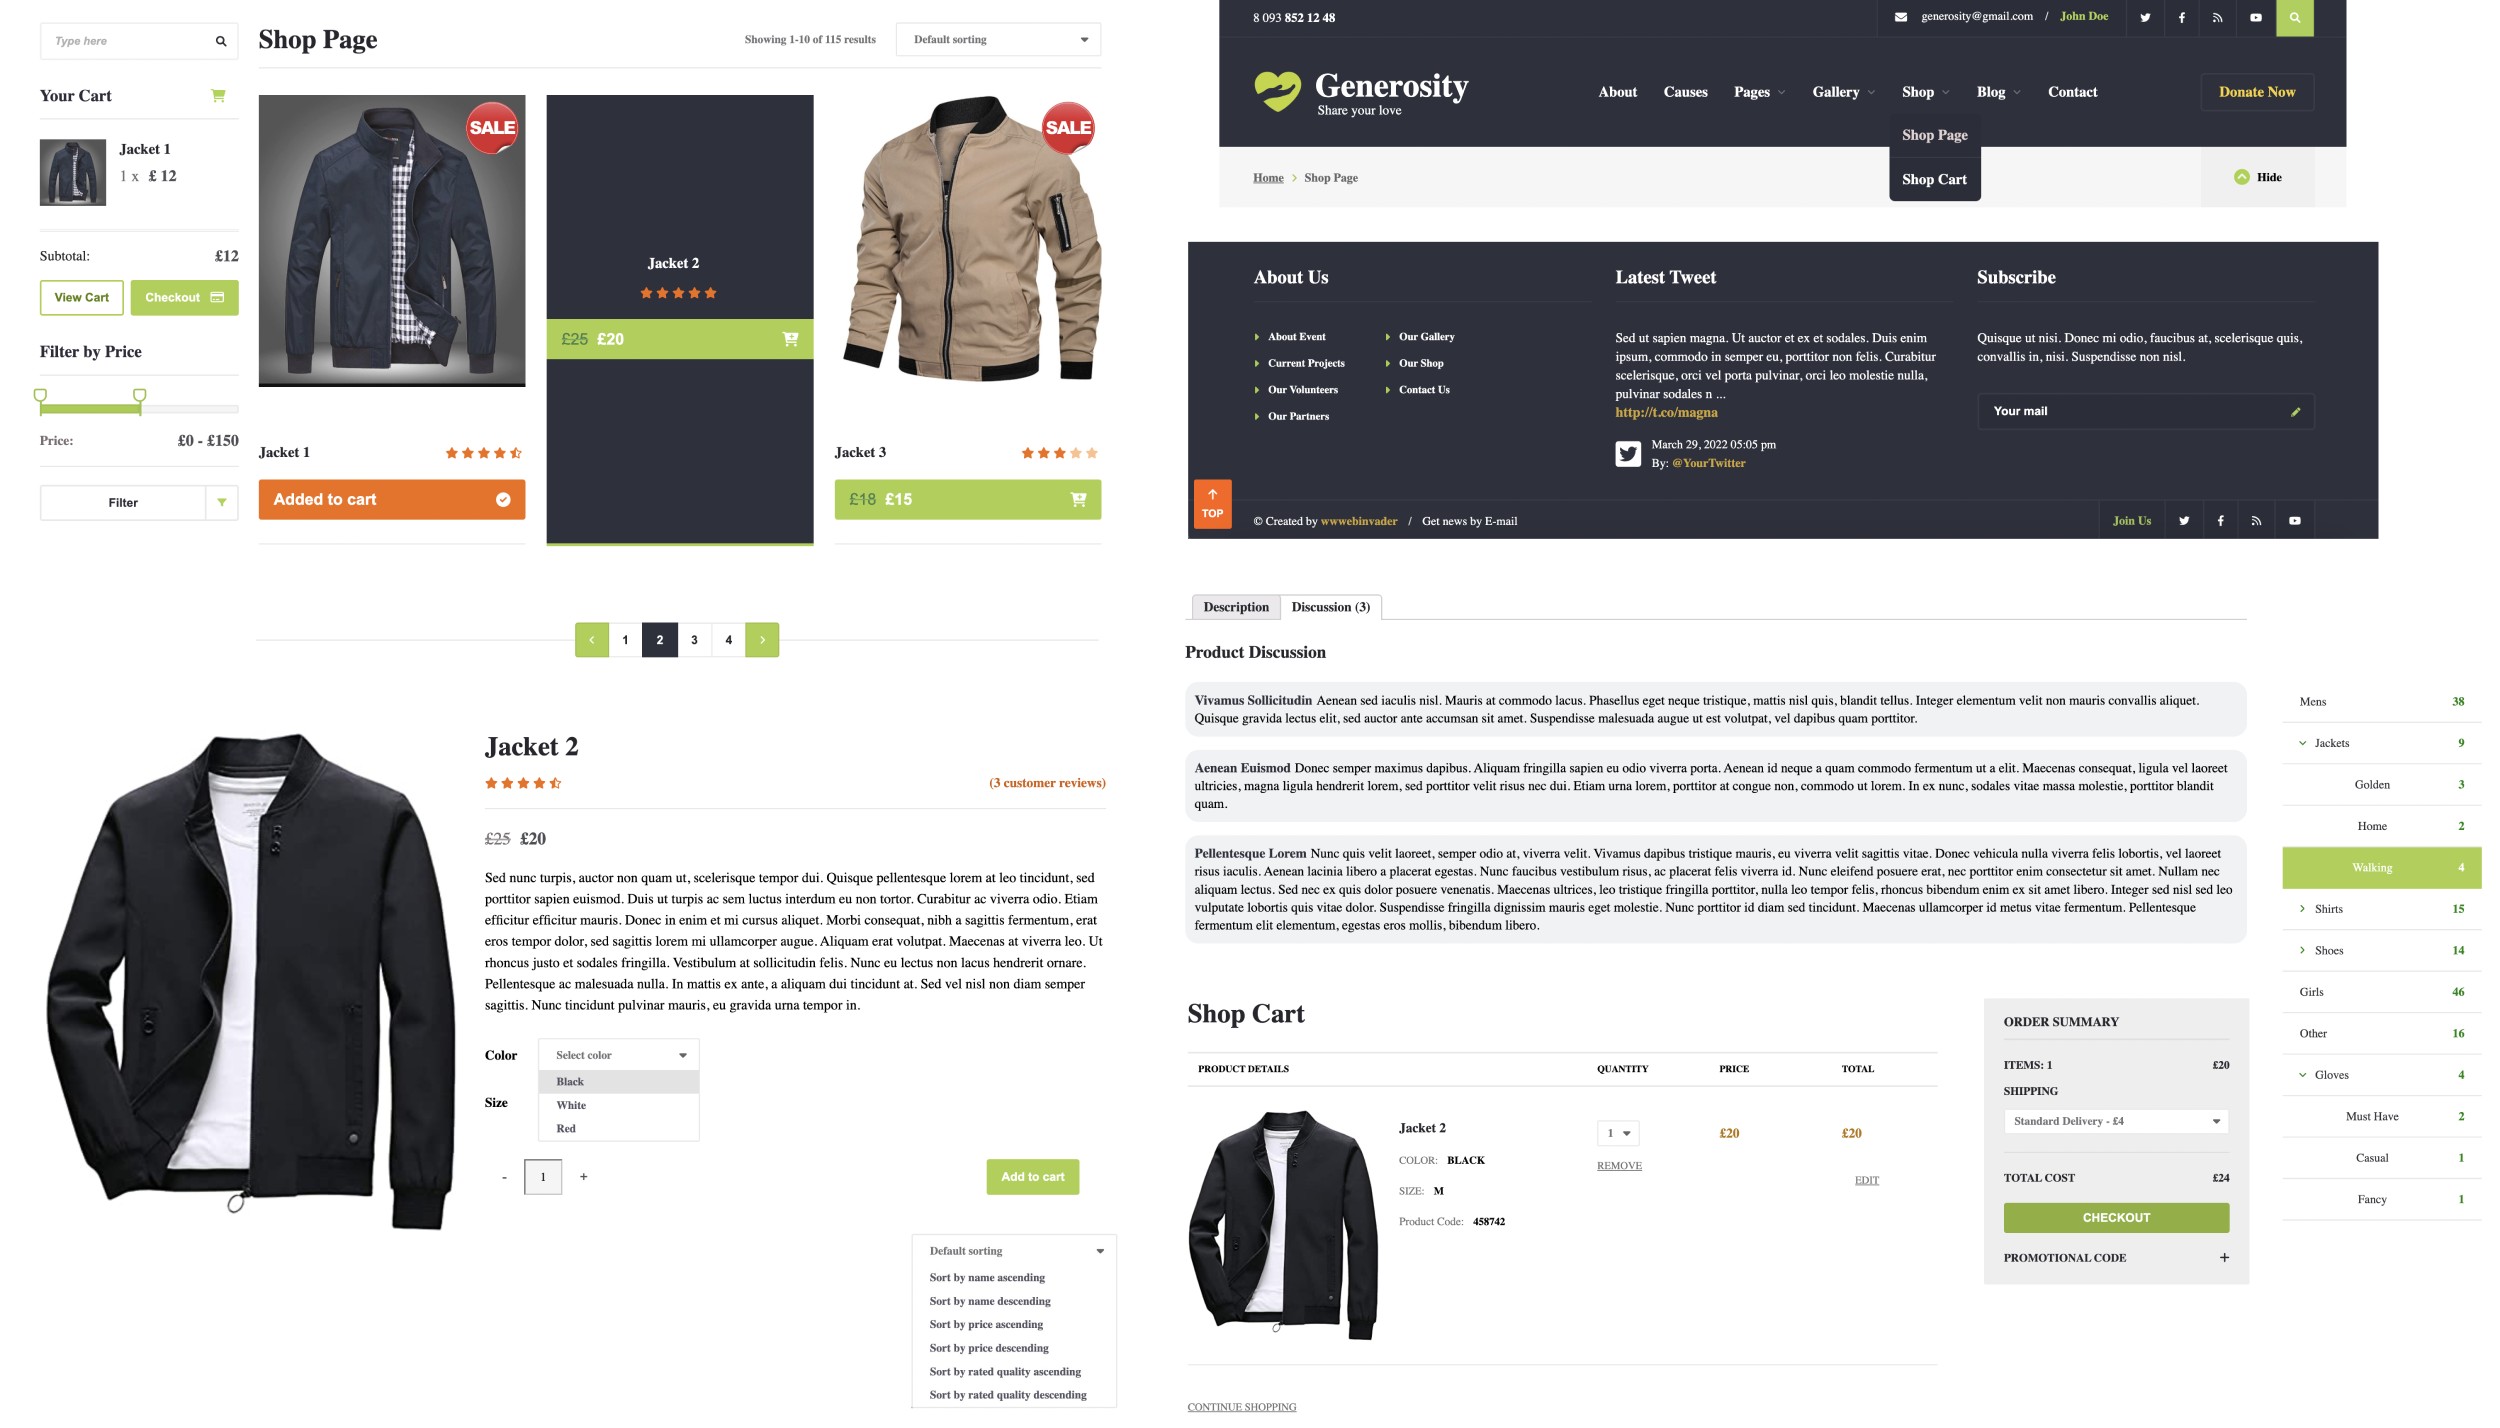 Type here
Shop Page
Showing 1-10 of 115 results
Default sorting
Your Cart
Jacket 1
1 x £ 12
Subtotal:
£12
View Cart
Checkout
Filter by Price
Price:
£0 - £150
Filter
SALE
Jacket 1
Added to cart
Jacket 2
£25 £20
SALE
Jacket 3
£18 £15
1
2
3
4
Jacket 2
(3 customer reviews)
£25 £20
Sed nunc turpis, auctor non quam ut, scelerisque tempor dui. Quisque pellentesque lorem at leo tincidunt, sed
porttitor sapien euismod. Duis ut turpis ac sem luctus interdum eu non tortor. Curabitur ac viverra odio. Etiam
efficitur efficitur mauris. Donec in enim et mi cursus aliquet. Morbi consequat, nibh a sagittis fermentum, erat
eros tempor dolor, sed sagittis lorem mi ullamcorper augue. Aliquam erat volutpat. Maecenas at viverra leo. Ut
rhoncus justo et sodales fringilla. Vestibulum at sollicitudin felis. Nunc eu lectus non lacus hendrerit ornare.
Pellentesque ac malesuada nulla. In mattis ex ante, a aliquam dui tincidunt at. Sed vel nisl non diam semper
sagittis. Nunc tincidunt pulvinar mauris, eu gravida urna tempor in.
Color
Select color
Black
White
Red
Size
- 1 +
Add to cart
Default sorting
Sort by name ascending
Sort by name descending
Sort by price ascending
Sort by price descending
Sort by rated quality ascending
Sort by rated quality descending
8 093 852 12 48
generosity@gmail.com / John Doe
Generosity
Share your love
About
Causes
Pages
Gallery
Shop
Blog
Contact
Donate Now
Shop Page
Shop Cart
Home > Shop Page
Hide
About Us
About Event
Current Projects
Our Volunteers
Our Partners
Our Gallery
Our Shop
Contact Us
Latest Tweet
Sed ut sapien magna. Ut auctor et ex et sodales. Duis enim
ipsum, commodo in semper eu, porttitor non felis. Curabitur
scelerisque, orci vel porta pulvinar, orci leo molestie nulla,
pulvinar sodales n ...
http://t.co/magna
March 29, 2022 05:05 pm
By: @YourTwitter
Subscribe
Quisque ut nisi. Donec mi odio, faucibus at, scelerisque quis,
convallis in, nisi. Suspendisse non nisl.
Your mail
TOP
© Created by wwwebinvader / Get news by E-mail
Join Us
Description
Discussion (3)
Product Discussion
Vivamus Sollicitudin Aenean sed iaculis nisl. Mauris at commodo lacus. Phasellus eget neque tristique, mattis nisl quis, blandit tellus. Integer elementum velit non mauris convallis aliquet.
Quisque gravida lectus elit, sed auctor ante accumsan sit amet. Suspendisse malesuada augue ut est volutpat, vel dapibus quam porttitor.
Aenean Euismod Donec semper maximus dapibus. Aliquam fringilla sapien eu odio viverra porta. Aenean id neque a quam commodo fermentum ut a elit. Maecenas consequat, ligula vel laoreet
ultricies, magna ligula hendrerit lorem, sed porttitor velit risus nec dui. Etiam urna lorem, porttitor at congue non, commodo ut lorem. In ex nunc, sodales vitae massa molestie, porttitor blandit
quam.
Pellentesque Lorem Nunc quis velit laoreet, semper odio at, viverra velit. Vivamus dapibus tristique mauris, eu viverra velit sagittis vitae. Donec vehicula nulla viverra felis lobortis, vel laoreet
risus iaculis. Aenean lacinia libero a placerat egestas. Nunc faucibus vestibulum risus, ac placerat felis viverra id. Nunc eleifend posuere erat, nec porttitor enim consectetur sit amet. Nullam nec
aliquam lectus. Sed nec ex quis dolor posuere venenatis. Maecenas ultrices, leo tristique fringilla porttitor, nulla leo tempor felis, rhoncus bibendum enim ex sit amet libero. Integer sed nisl sed leo
vulputate lobortis quis vitae dolor. Suspendisse fringilla dignissim mauris eget molestie. Nunc porttitor id diam sed tincidunt. Maecenas ullamcorper id metus vitae fermentum. Pellentesque
fermentum elit elementum, egestas eros mollis, bibendum libero.
Mens 38
Jackets 9
Golden 3
Home 2
Walking 4
Shirts 15
Shoes 14
Girls 46
Other 16
Gloves 4
Must Have 2
Casual 1
Fancy 1
Shop Cart
PRODUCT DETAILS
QUANTITY
PRICE
TOTAL
Jacket 2
COLOR: BLACK
SIZE: M
Product Code: 458742
1
REMOVE
£20
£20
EDIT
CONTINUE SHOPPING
ORDER SUMMARY
ITEMS: 1
£20
SHIPPING
Standard Delivery - £4
TOTAL COST
£24
CHECKOUT
PROMOTIONAL CODE +